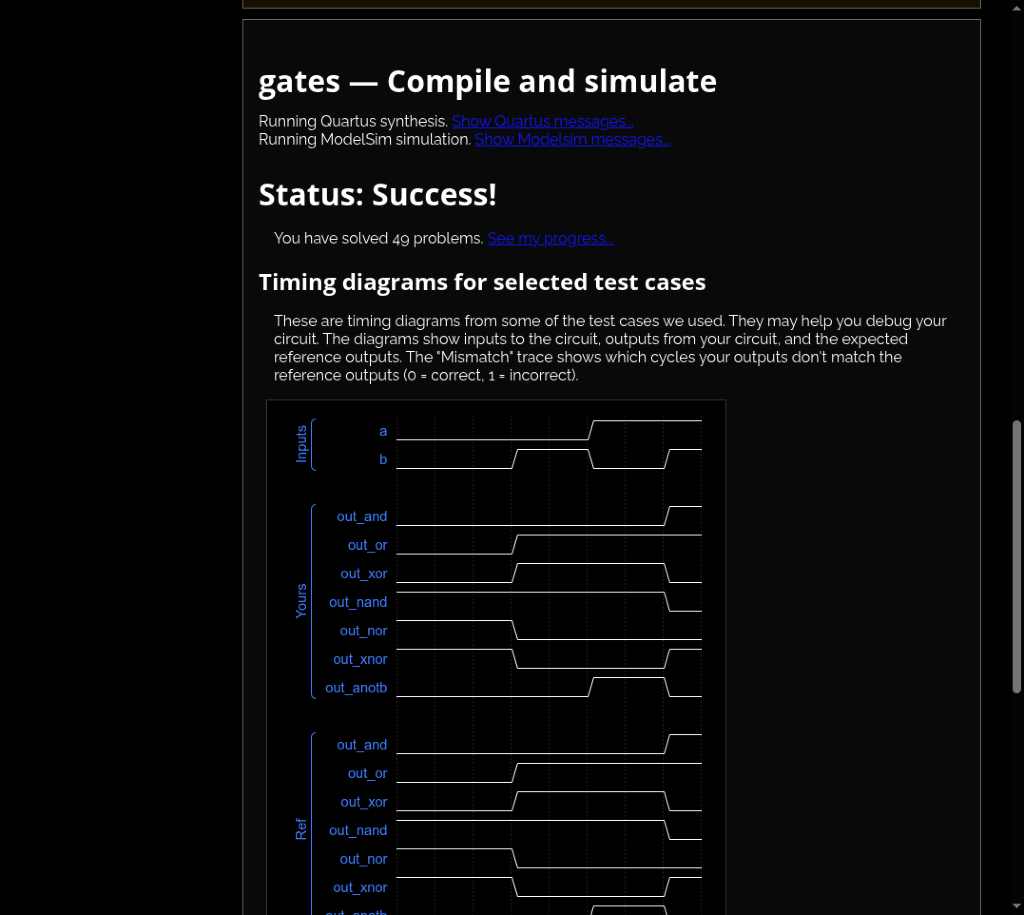 gates — Compile and simulate
Running Quartus synthesis. Show Quartus messages...
Running ModelSim simulation. Show Modelsim messages...
Status: Success!
You have solved 49 problems. See my progress...
Timing diagrams for selected test cases
These are timing diagrams from some of the test cases we used. They may help you debug your
circuit. The diagrams show inputs to the circuit, outputs from your circuit, and the expected
reference outputs. The "Mismatch" trace shows which cycles your outputs don't match the
reference outputs (0 = correct, 1 = incorrect).
Inputs
a
b
Yours
out_and
out_or
out_xor
out_nand
out_nor
out_xnor
out_anotb
Ref
out_and
out_or
out_xor
out_nand
out_nor
out_xnor
out_anotb